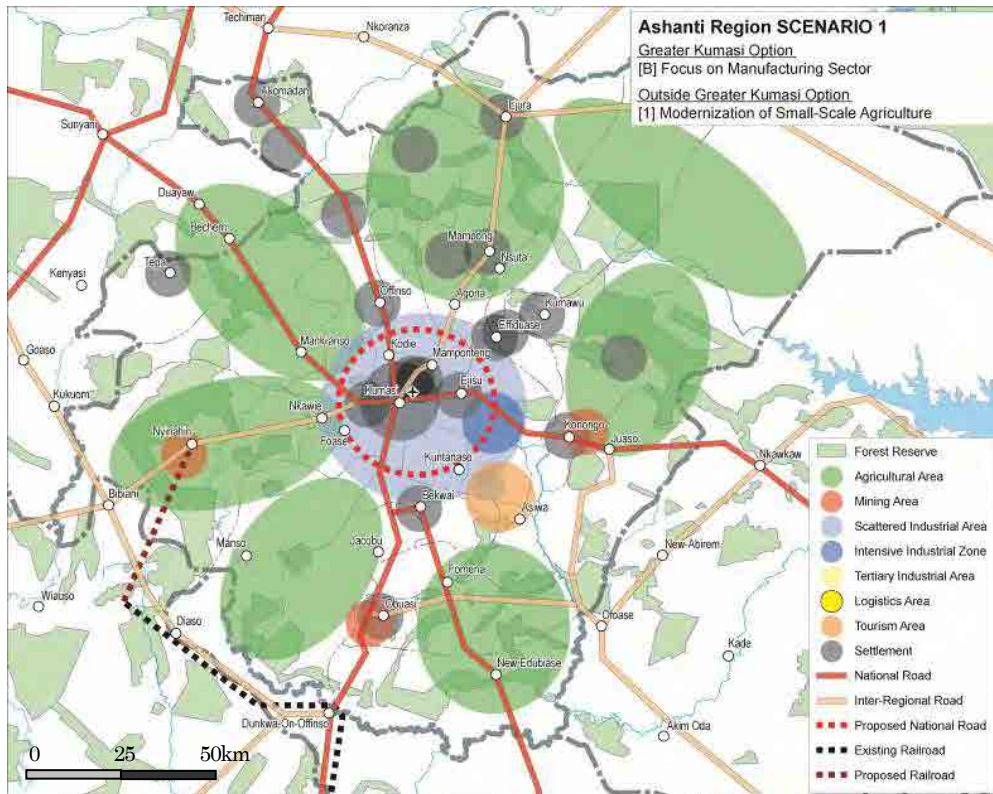 Ashanti Region SCENARIO 1
Greater Kumasi Option
[B] Focus on Manufacturing Sector
Outside Greater Kumasi Option
[1] Modernization of Small-Scale Agriculture
Techiman
Nkoranza
Akomadan
Ejura
Sunyani
Duayaw
Bechem
Mampong
Nsuta
Tepa
Kenyasi
Offinso
Agona
Kumawu
Effiduase
Goaso
Mankranso
Kodie
Mamponteng
Kukuom
Kumasi
Ejisu
Nkawie
Foase
Konongo
Juaso
Nyinahin
Kuntanase
Nkawkaw
Bibiani
Bekwai
Asiwa
Manso
Jacobu
New-Abirem
Fomena
Wiauso
Obuasi
Ofoase
Diaso
Kade
New-Edubiase
Dunkwa-On-Offinso
Akim Oda
Forest Reserve
Agricultural Area
Mining Area
Scattered Industrial Area
Intensive Industrial Zone
Tertiary Industrial Area
Logistics Area
Tourism Area
Settlement
National Road
Inter-Regional Road
Proposed National Road
Existing Railroad
Proposed Railroad
0 25 50km